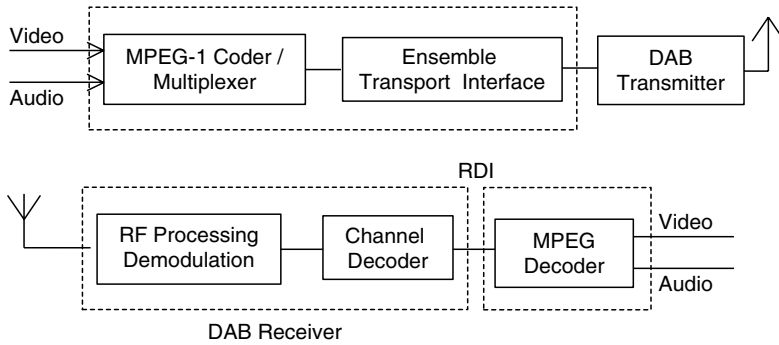 Video
Audio
MPEG-1 Coder /
Multiplexer
Ensemble
Transport Interface
DAB
Transmitter
RDI
RF Processing
Demodulation
Channel
Decoder
MPEG
Decoder
Video
Audio
DAB Receiver